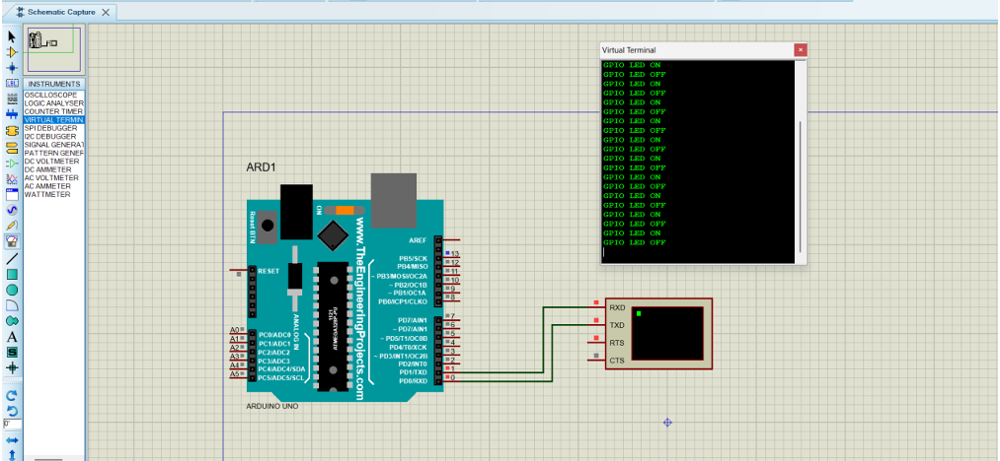 Schematic Capture
INSTRUMENTS
OSCILLOSCOPE
LOGIC ANALYSER
COUNTER TIMER
VIRTUAL TERMIN
SPI DEBUGGER
I2C DEBUGGER
SIGNAL GENERAT
PATTERN GENEF
DC VOLTMETER
DC AMMETER
AC VOLTMETER
AC AMMETER
WATTMETER
LBL
A
S
0°
Virtual Terminal
GPIO LED ON
GPIO LED OFF
GPIO LED ON
GPIO LED OFF
GPIO LED ON
GPIO LED OFF
GPIO LED ON
GPIO LED OFF
GPIO LED ON
GPIO LED OFF
GPIO LED ON
GPIO LED OFF
GPIO LED ON
GPIO LED OFF
GPIO LED ON
GPIO LED OFF
GPIO LED ON
GPIO LED OFF
GPIO LED ON
GPIO LED OFF
ARD1
Reset BTN
ON
www.TheEngineeringProjects.com
RESET
ANALOG IN
1121
ATMEGA328P-PU
A0 PC0/ADC0
A1 PC1/ADC1
A2 PC2/ADC2
A3 PC3/ADC3
A4 PC4/ADC4/SDA
A5 PC5/ADC5/SCL
AREF
PB5/SCK 13
PB4/MISO 12
~ PB3/MOSI/OC2A 11
~ PB2/OC1B 10
~ PB1/OC1A 9
PB0/ICP1/CLKO 8
PD7/AIN1 7
~ PD7/AIN1 6
~ PD5/T1/OC0B 5
PD4/T0/XCK 4
~ PD3/INT1/OC2B 3
PD2/INT0 2
PD1/TXD 1
PD0/RXD 0
ARDUINO UNO
RXD
TXD
RTS
CTS